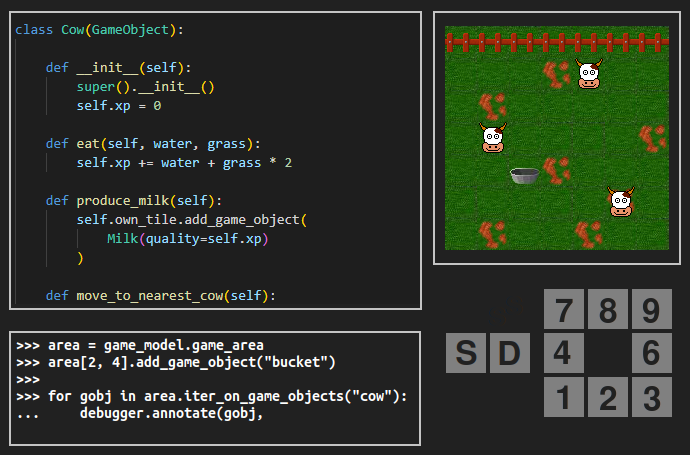 class Cow(GameObject):
def __init__(self):
super().__init__()
self.xp = 0
def eat(self, water, grass):
self.xp += water + grass * 2
def produce_milk(self):
self.own_tile.add_game_object(
Milk(quality=self.xp)
)
def move_to_nearest_cow(self):
>>> area = game_model.game_area
>>> area[2, 4].add_game_object("bucket")
>>>
>>> for gobj in area.iter_on_game_objects("cow"):
... debugger.annotate(gobj,
7 8 9
S D 4 6
1 2 3